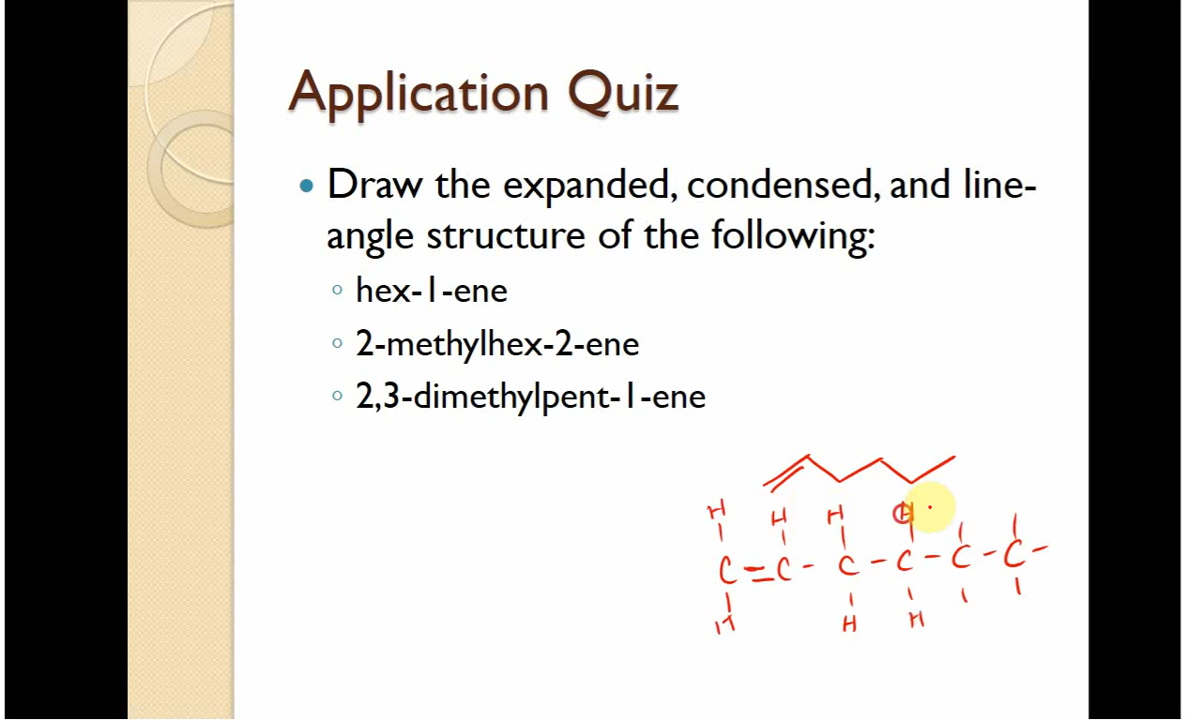 Application Quiz
• Draw the expanded, condensed, and line-
angle structure of the following:
◦ hex-1-ene
◦ 2-methylhex-2-ene
◦ 2,3-dimethylpent-1-ene
H H H H
C = C - C - C - C - C -
H H H